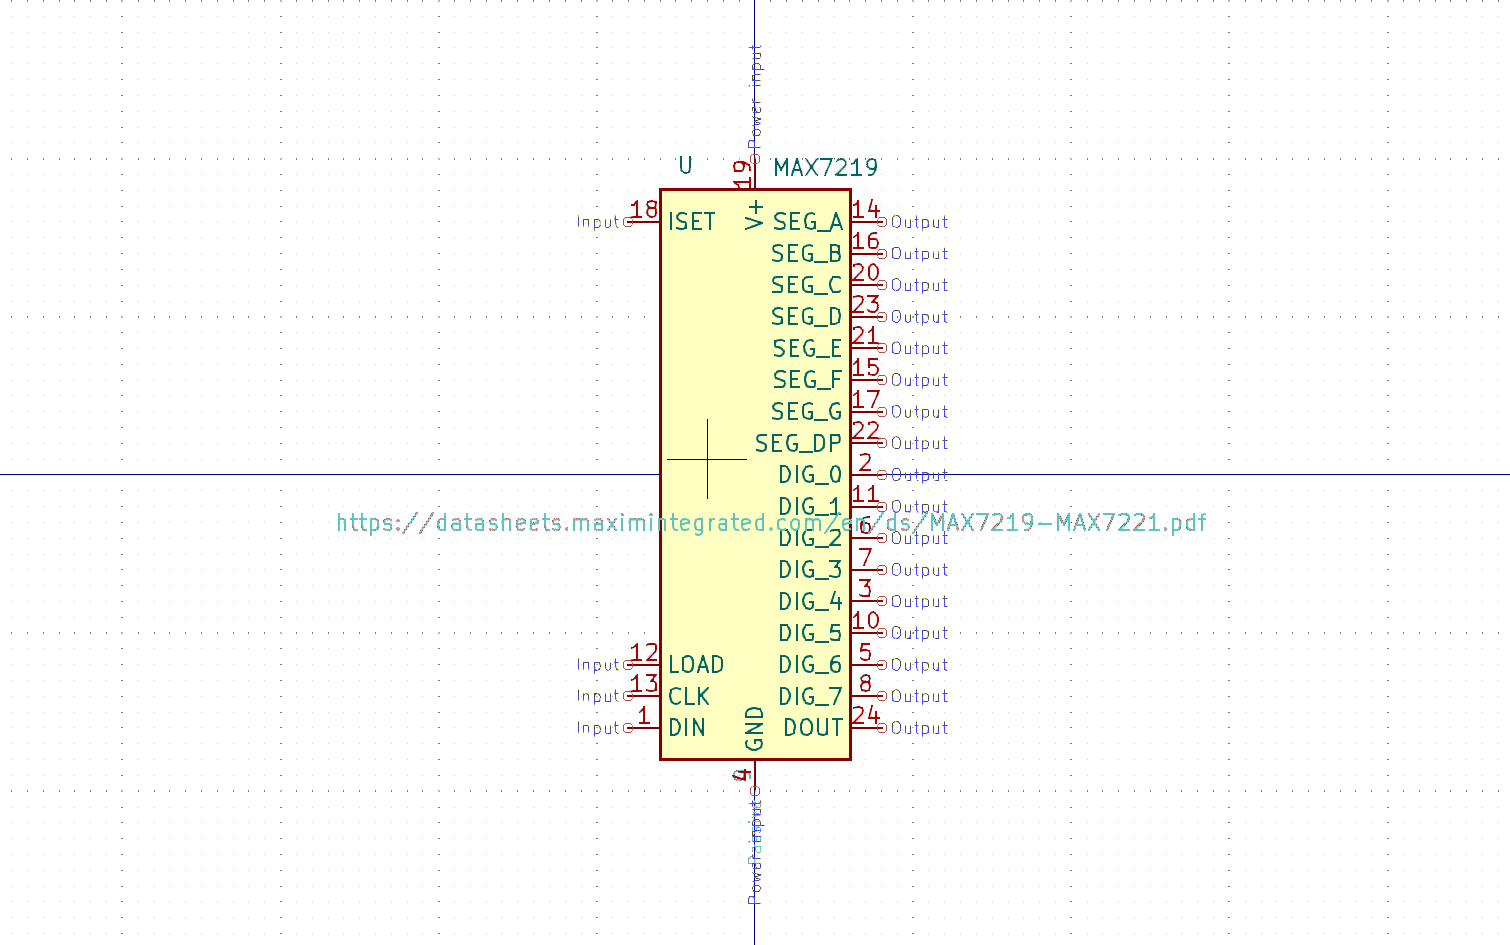 Power input
U 19 MAX7219
Input 18 ISET V+ SEG_A 14 Output
SEG_B 16 Output
SEG_C 20 Output
SEG_D 23 Output
SEG_E 21 Output
SEG_F 15 Output
SEG_G 17 Output
SEG_DP 22 Output
DIG_0 2 Output
DIG_1 11 Output
https://datasheets.maximintegrated.com/en/ds/MAX7219-MAX7221.pdf
DIG_2 6 Output
DIG_3 7 Output
DIG_4 3 Output
DIG_5 10 Output
Input 12 LOAD DIG_6 5 Output
Input 13 CLK DIG_7 8 Output
Input 1 DIN GND DOUT 24 Output
4
Power input